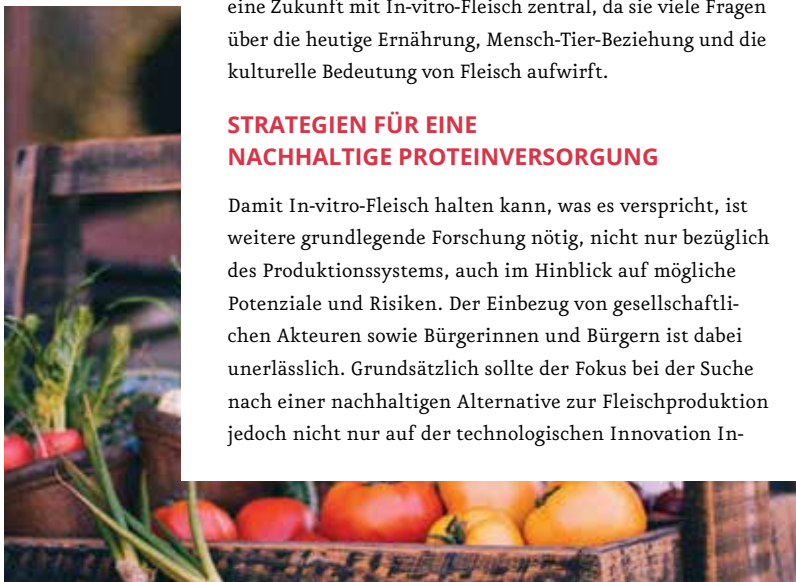 eine Zukunft mit In-vitro-Fleisch zentral, da sie viele Fragen
über die heutige Ernährung, Mensch-Tier-Beziehung und die
kulturelle Bedeutung von Fleisch aufwirft.
STRATEGIEN FÜR EINE
NACHHALTIGE PROTEINVERSORGUNG
Damit In-vitro-Fleisch halten kann, was es verspricht, ist
weitere grundlegende Forschung nötig, nicht nur bezüglich
des Produktionssystems, auch im Hinblick auf mögliche
Potenziale und Risiken. Der Einbezug von gesellschaftli-
chen Akteuren sowie Bürgerinnen und Bürgern ist dabei
unerlässlich. Grundsätzlich sollte der Fokus bei der Suche
nach einer nachhaltigen Alternative zur Fleischproduktion
jedoch nicht nur auf der technologischen Innovation In-